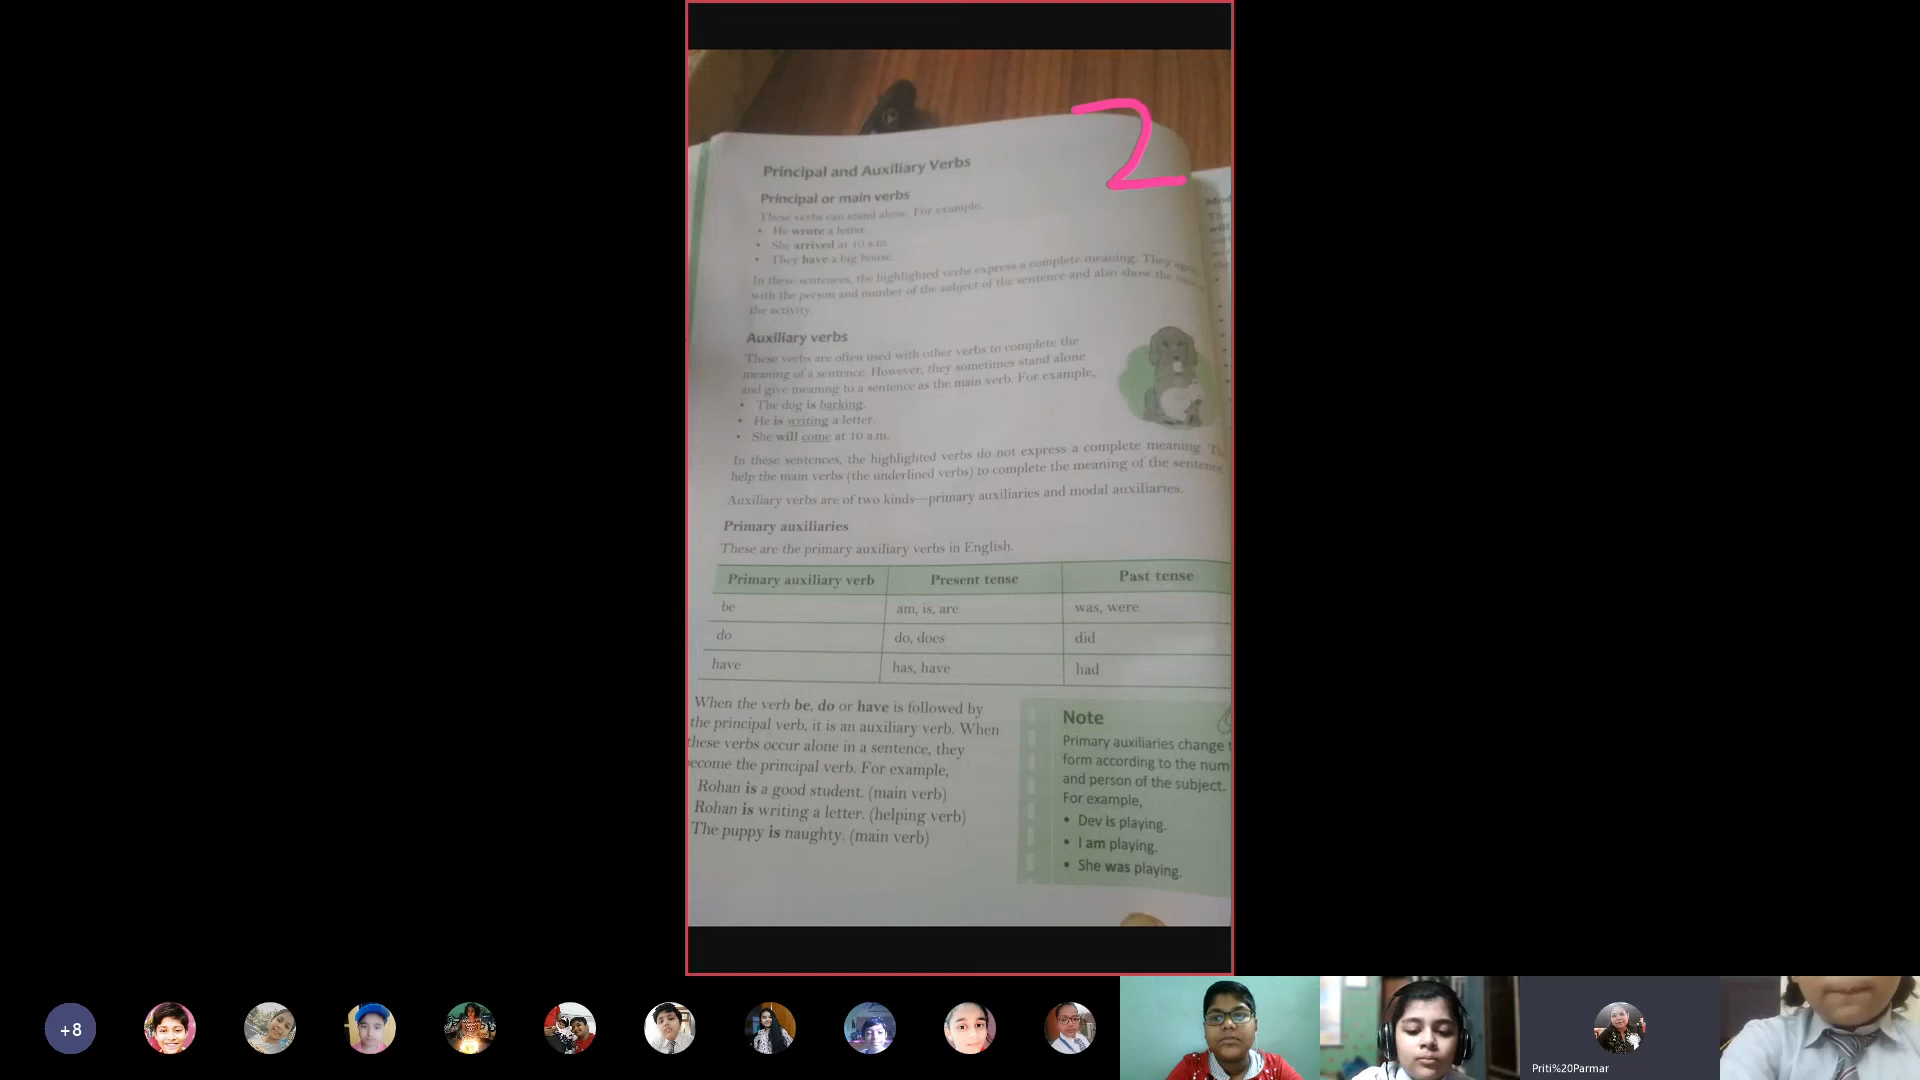 2
Principal and Auxiliary Verbs
Principal or main verbs
These verbs can stand alone. For example,
• He wrote a letter.
• She arrived at 10 a.m.
• They have a big house.
In these sentences, the highlighted verbs express a complete meaning. They agree
with the person and number of the subject of the sentence and also show the time
the activity.
Auxiliary verbs
These verbs are often used with other verbs to complete the
meaning of a sentence. However, they sometimes stand alone
and give meaning to a sentence as the main verb. For example,
• The dog is barking.
• He is writing a letter.
• She will come at 10 a.m.
In these sentences, the highlighted verbs do not express a complete meaning.
help the main verbs (the underlined verbs) to complete the meaning of the sentence
Auxiliary verbs are of two kinds—primary auxiliaries and modal auxiliaries.
Primary auxiliaries
These are the primary auxiliary verbs in English.
Primary auxiliary verb Present tense Past tense
be am, is, are was, were
do do, does did
have has, have had
When the verb be, do or have is followed by
the principal verb, it is an auxiliary verb. When
these verbs occur alone in a sentence, they
ecome the principal verb. For example,
Rohan is a good student. (main verb)
Rohan is writing a letter. (helping verb)
The puppy is naughty. (main verb)
Note
Primary auxiliaries change t
form according to the num
and person of the subject.
For example,
• Dev is playing.
• I am playing.
• She was playing.
+8
Priti%20Parmar